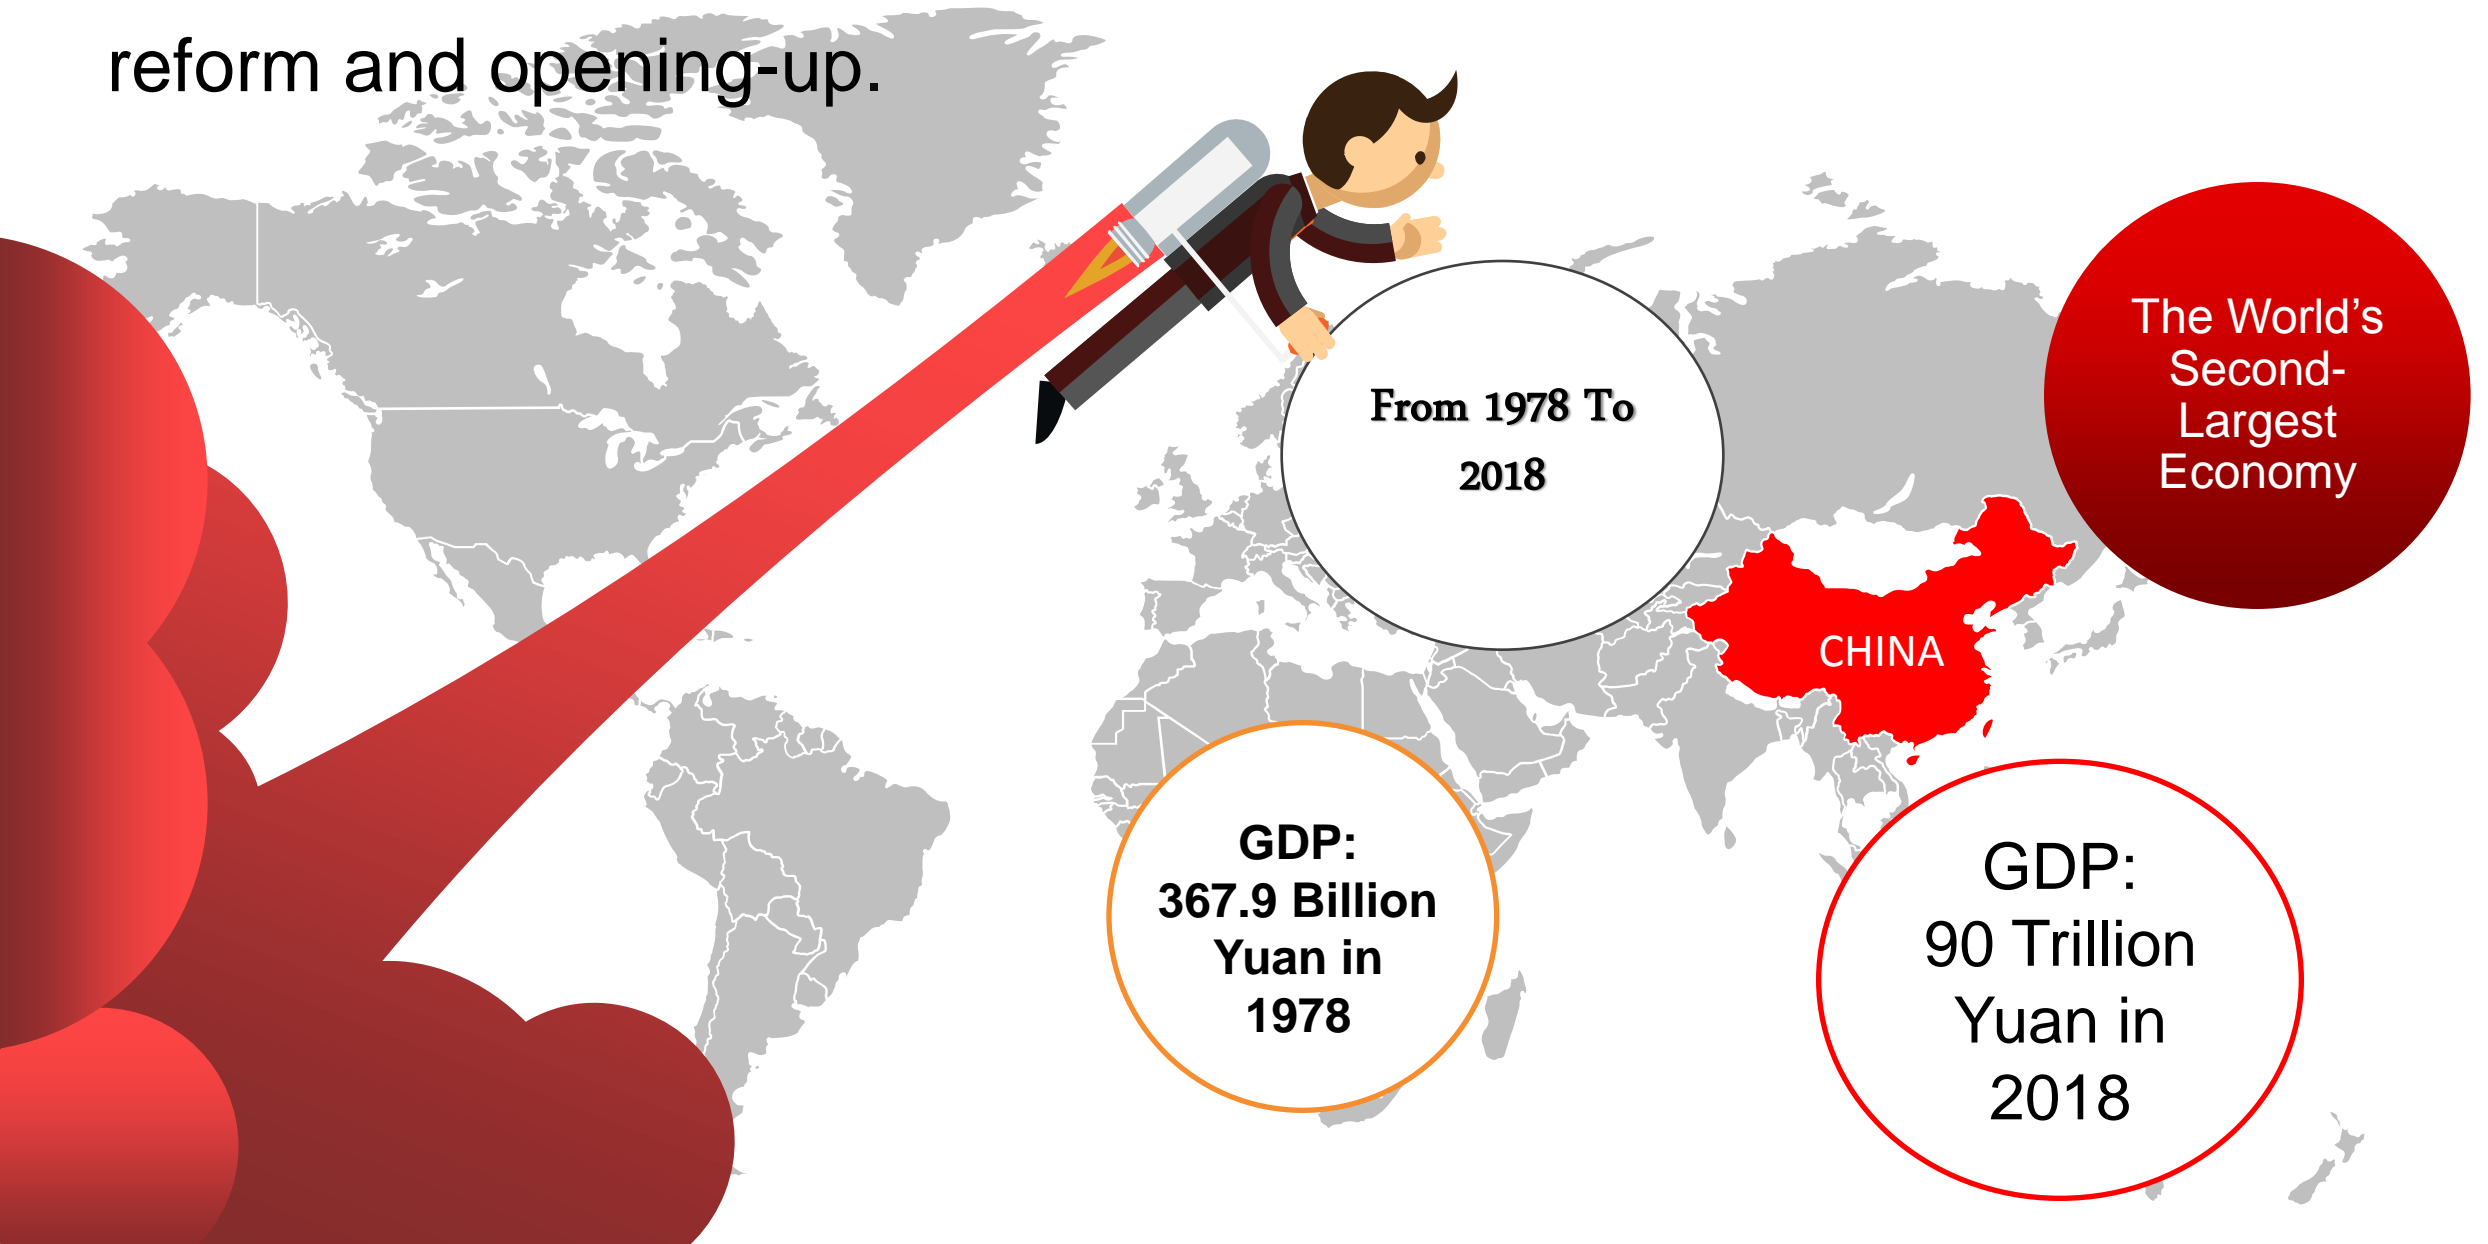 reform and opening-up.
From 1978 To
2018
The World’s
Second-
Largest
Economy
CHINA
GDP:
367.9 Billion
Yuan in
1978
GDP:
90 Trillion
Yuan in
2018